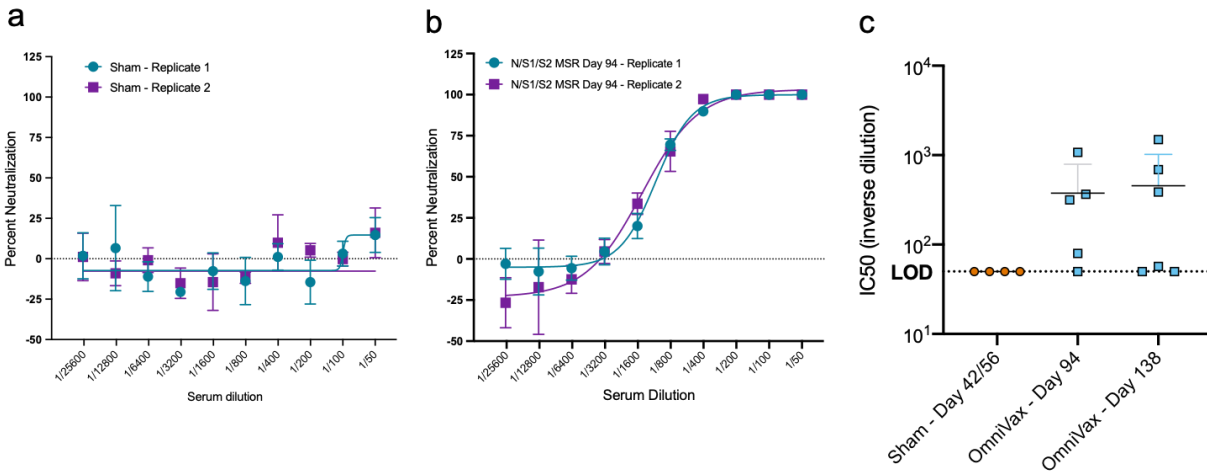 a
Sham - Replicate 1
Sham - Replicate 2
Percent Neutralization
125
100
75
50
25
0
-25
-50
1/25600
1/12800
1/6400
1/3200
1/1600
1/800
1/400
1/200
1/100
1/50
Serum dilution
b
N/S1/S2 MSR Day 94 - Replicate 1
N/S1/S2 MSR Day 94 - Replicate 2
Percent Neutralization
125
100
75
50
25
0
-25
-50
1/25600
1/12800
1/6400
1/3200
1/1600
1/800
1/400
1/200
1/100
1/50
Serum Dilution
c
IC50 (inverse dilution)
10⁴
10³
10²
LOD
10¹
Sham - Day 42/56
OmniVax - Day 94
OmniVax - Day 138